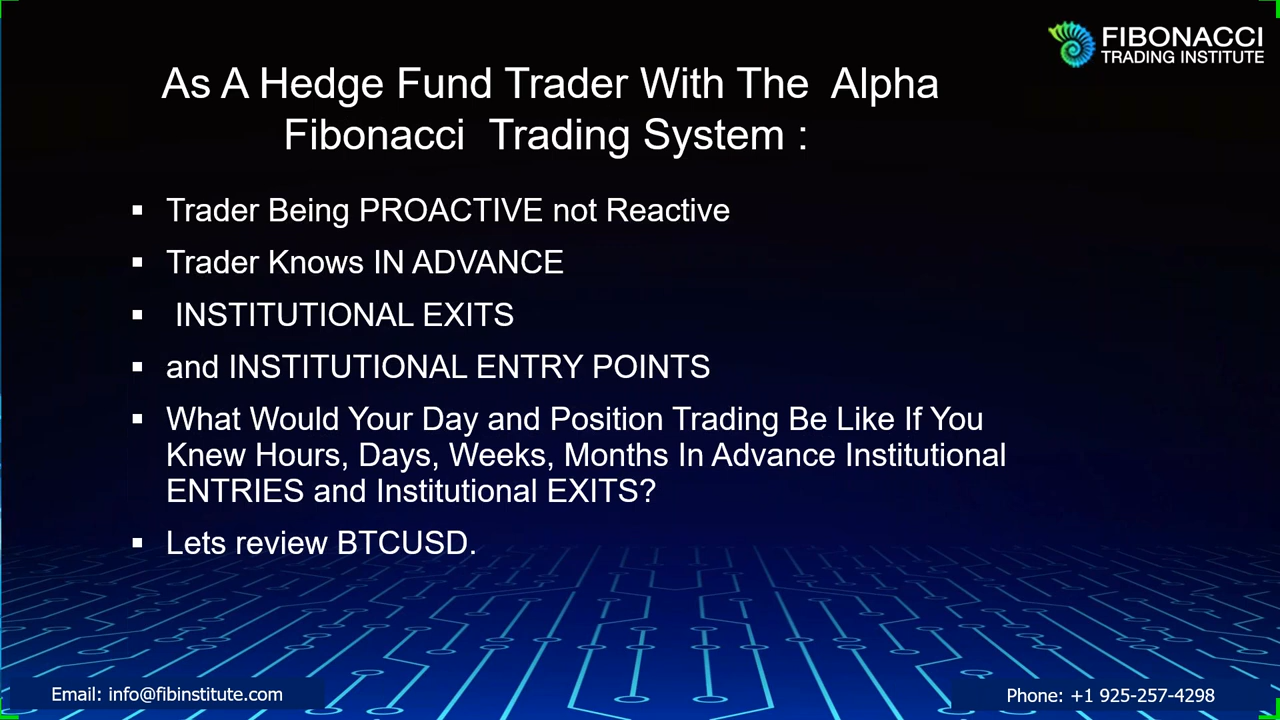 FIBONACCI
TRADING INSTITUTE
As A Hedge Fund Trader With The Alpha
Fibonacci Trading System :
▪ Trader Being PROACTIVE not Reactive
▪ Trader Knows IN ADVANCE
▪ INSTITUTIONAL EXITS
▪ and INSTITUTIONAL ENTRY POINTS
▪ What Would Your Day and Position Trading Be Like If You
Knew Hours, Days, Weeks, Months In Advance Institutional
ENTRIES and Institutional EXITS?
▪ Lets review BTCUSD.
Email: info@fibinstitute.com
Phone: +1 925-257-4298